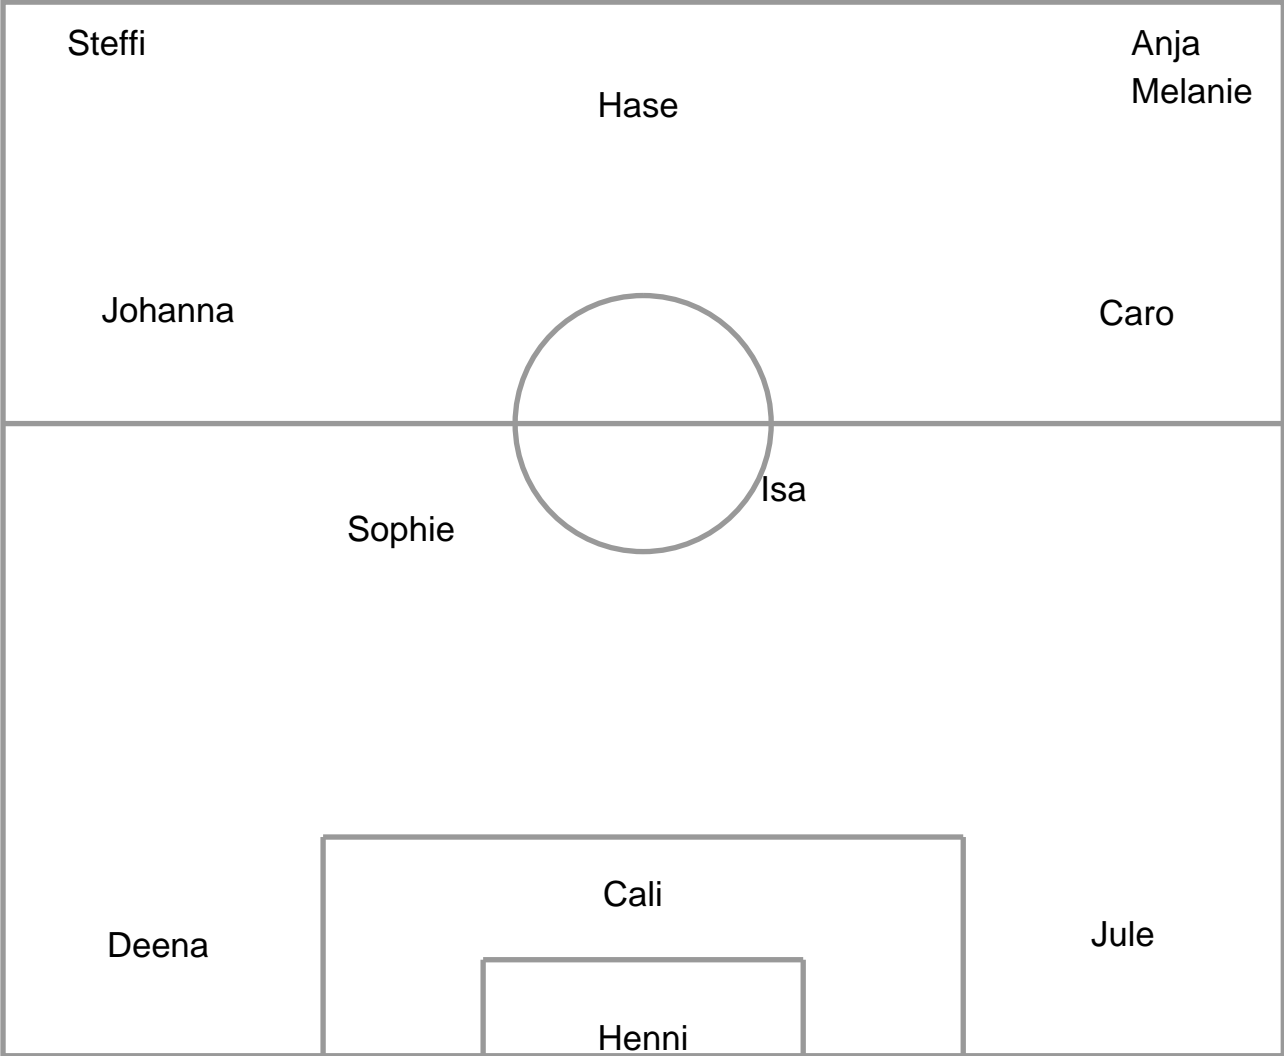 Steffi
Anja
Melanie
Hase
Johanna
Caro
Isa
Sophie
Cali
Jule
Deena
Henni